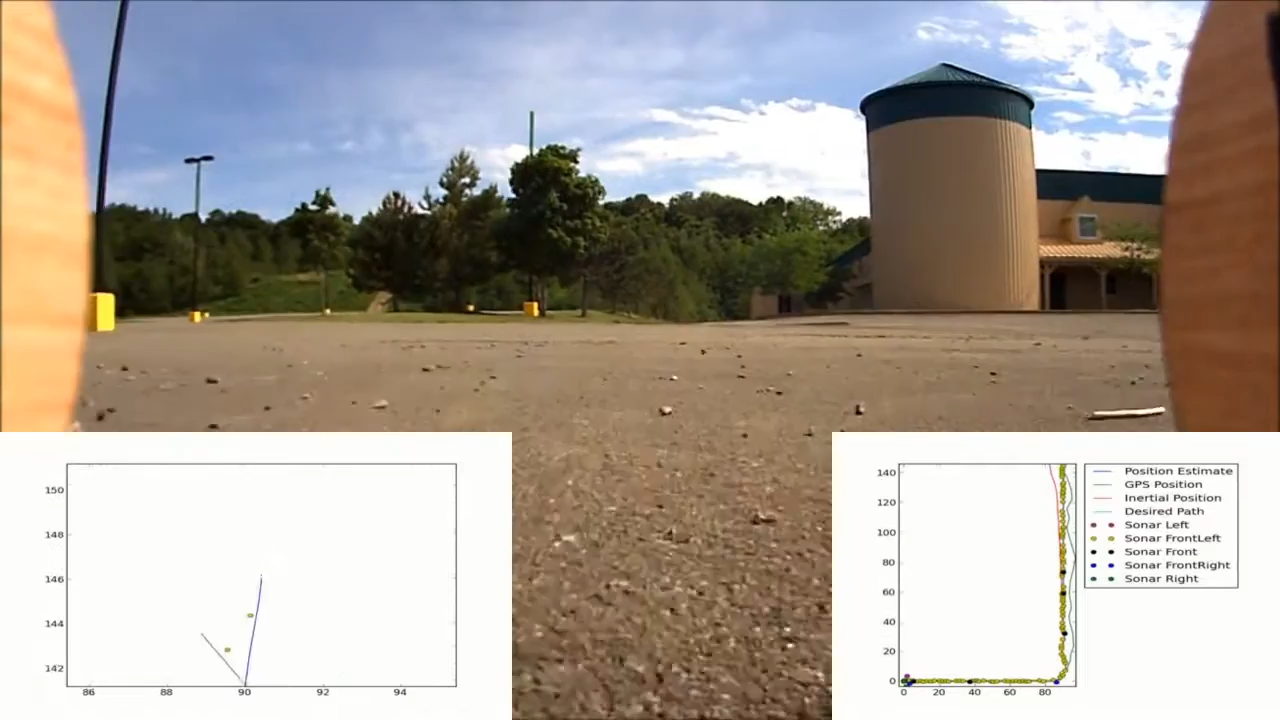 150
148
146
144
142
86 88 90 92 94
140
120
100
80
60
40
20
0
0 20 40 60 80
Position Estimate
GPS Position
Inertial Position
Desired Path
Sonar Left
Sonar FrontLeft
Sonar Front
Sonar FrontRight
Sonar Right